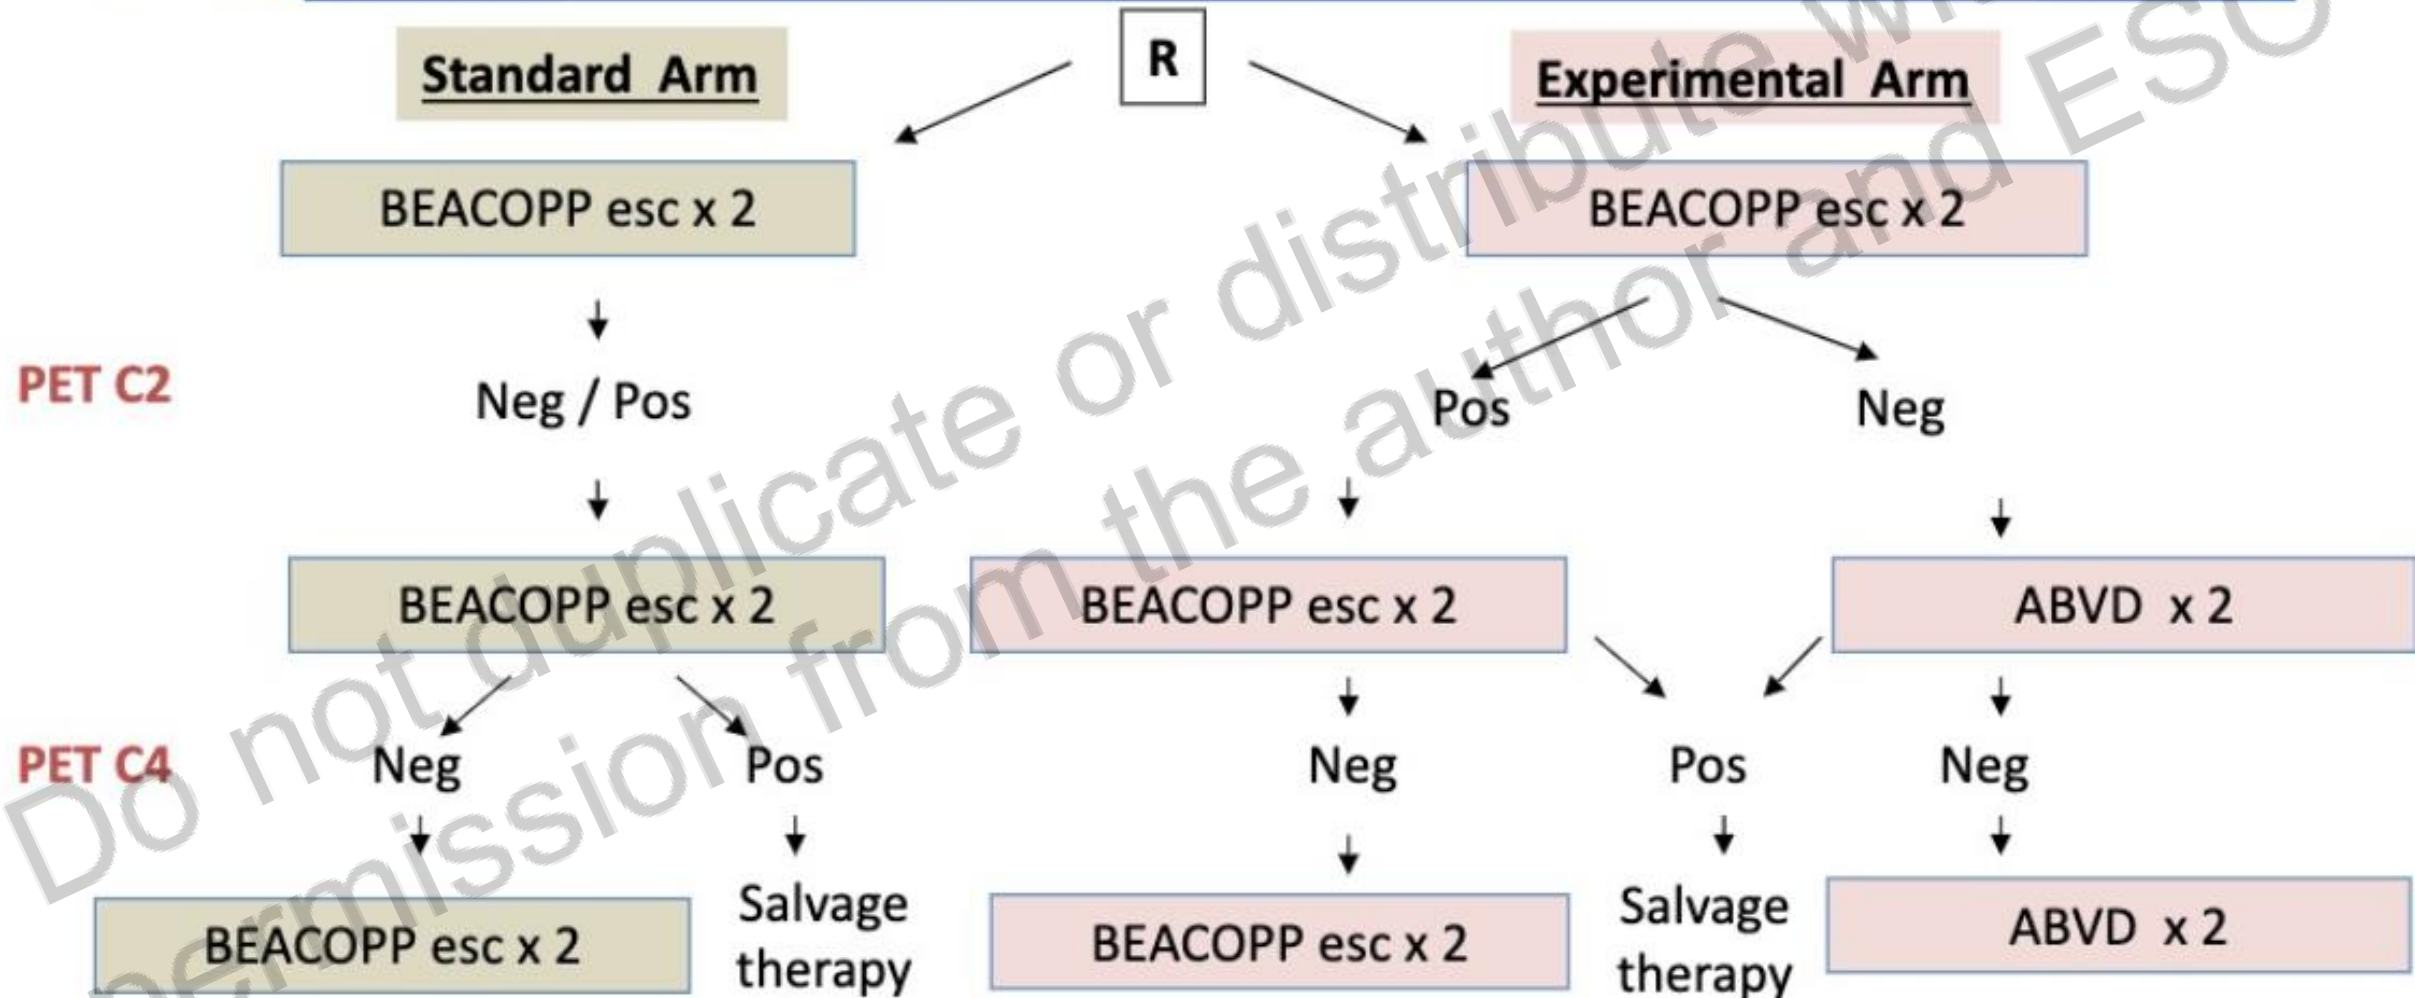 R
Standard Arm
Experimental Arm
BEACOPP esc x 2
BEACOPP esc x 2
PET C2
Neg / Pos
Pos
Neg
BEACOPP esc x 2
BEACOPP esc x 2
ABVD x 2
PET C4
Neg
Pos
Neg
Pos
Neg
BEACOPP esc x 2
Salvage
therapy
BEACOPP esc x 2
Salvage
therapy
ABVD x 2
Do not duplicate or distribute
permission from the author and ESO